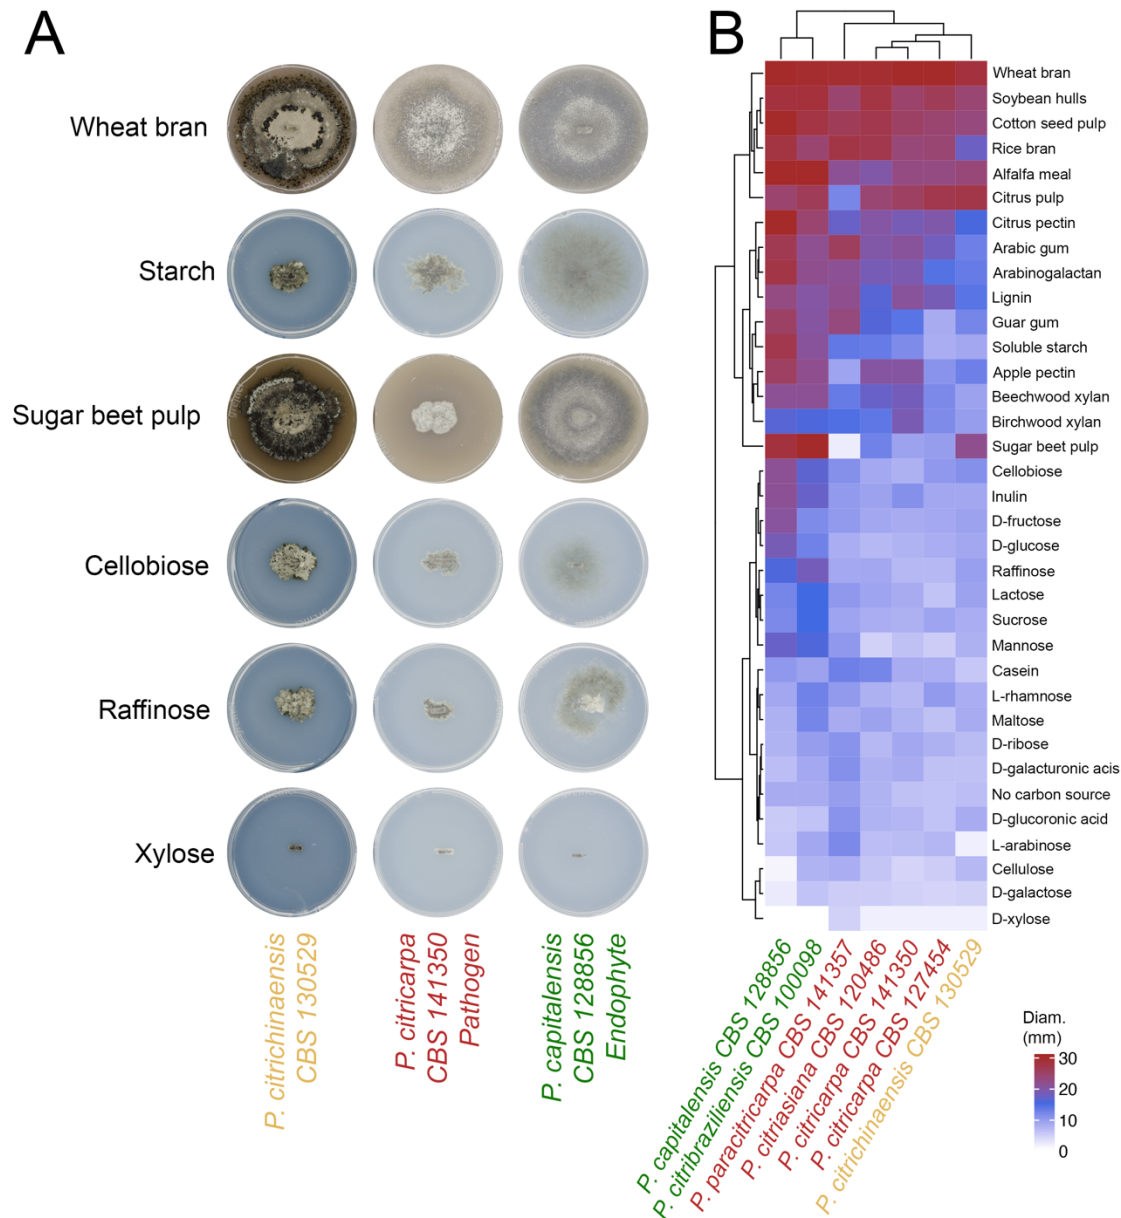 A
Wheat bran
Starch
Sugar beet pulp
Cellobiose
Raffinose
Xylose
P. citrichinaensis
CBS 130529
P. citricarpa
CBS 141350
Pathogen
P. capitalensis
CBS 128856
Endophyte
B
Wheat bran
Soybean hulls
Cotton seed pulp
Rice bran
Alfalfa meal
Citrus pulp
Citrus pectin
Arabic gum
Arabinogalactan
Lignin
Guar gum
Soluble starch
Apple pectin
Beechwood xylan
Birchwood xylan
Sugar beet pulp
Cellobiose
Inulin
D-fructose
D-glucose
Raffinose
Lactose
Sucrose
Mannose
Casein
L-rhamnose
Maltose
D-ribose
D-galacturonic acis
No carbon source
D-glucoronic acid
L-arabinose
Cellulose
D-galactose
D-xylose
P. capitalensis CBS 128856
P. citribraziliensis CBS 100098
P. paracitricarpa CBS 141357
P. citriasiana CBS 120486
P. citricarpa CBS 141350
P. citricarpa CBS 127454
P. citrichinaensis CBS 130529
Diam.
(mm)
30
20
10
0